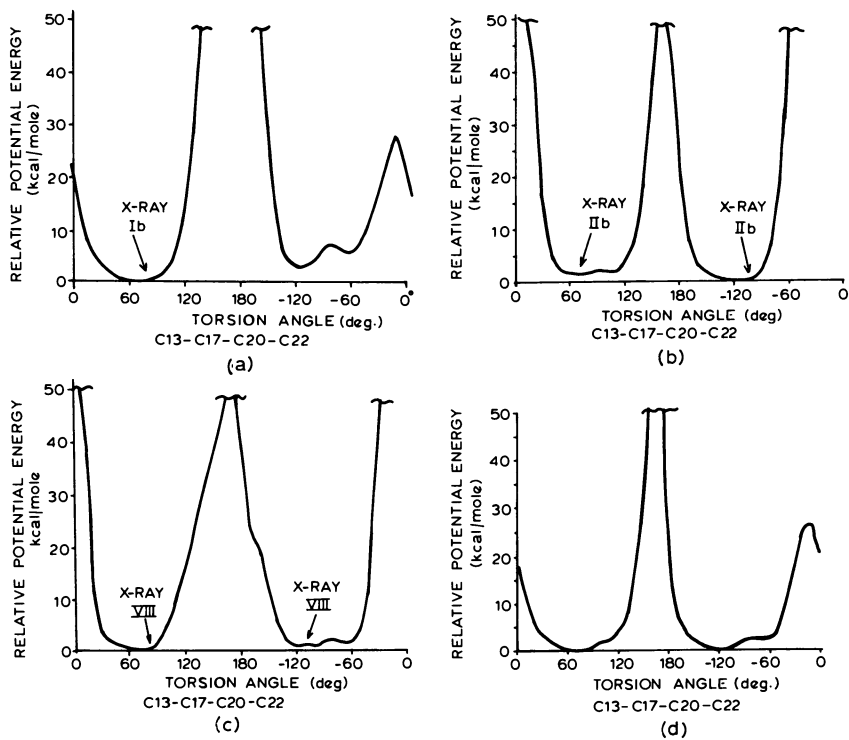 RELATIVE POTENTIAL ENERGY
(kcal/mole)
50
40
30
20
10
0
X-RAY
Ib
0 60 120 180 -120 -60 0°
TORSION ANGLE (deg.)
C13-C17-C20-C22
(a)
RELATIVE POTENTIAL ENERGY
(kcal/mole)
50
40
30
20
10
0
X-RAY
IIb
X-RAY
IIb
0 60 120 180 -120 -60 0
TORSION ANGLE (deg)
C13-C17-C20-C22
(b)
RELATIVE POTENTIAL ENERGY
kcal/mole
50
40
30
20
10
0
X-RAY
VIII
X-RAY
VIII
0 60 120 180 -120 -60 0
TORSION ANGLE (deg)
C13-C17-C20-C22
(c)
RELATIVE POTENTIAL ENERGY
(kcal/mole)
50
40
30
20
10
0
0 60 120 180 -120 -60 0
TORSION ANGLE (deg.)
C13-C17-C20-C22
(d)